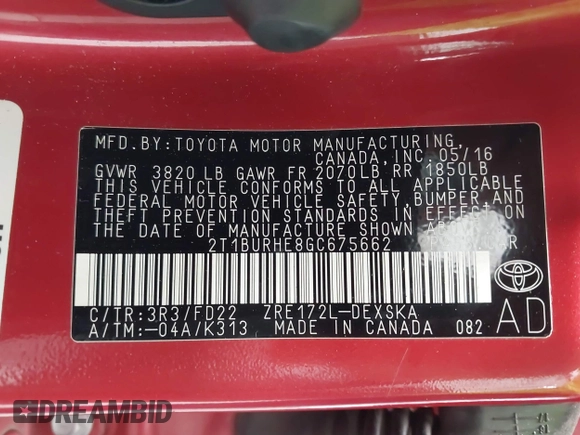 MFD. BY: TOYOTA MOTOR MANUFACTURING,
CANADA, INC. 05/16
GVWR 3820 LB GAWR FR 2070LB, RR 1850LB
THIS VEHICLE CONFORMS TO ALL APPLICABLE
FEDERAL MOTOR VEHICLE SAFETY, BUMPER, AND
THEFT PREVENTION STANDARDS IN EFFECT ON
THE DATE OF MANUFACTURE SHOWN
2T1BURHE8GC675662
C/TR:3R3/FD22 ZRE172L-DEXSKA
A/TM:-04A/K313 MADE IN CANADA 082
AD
DREAMBID